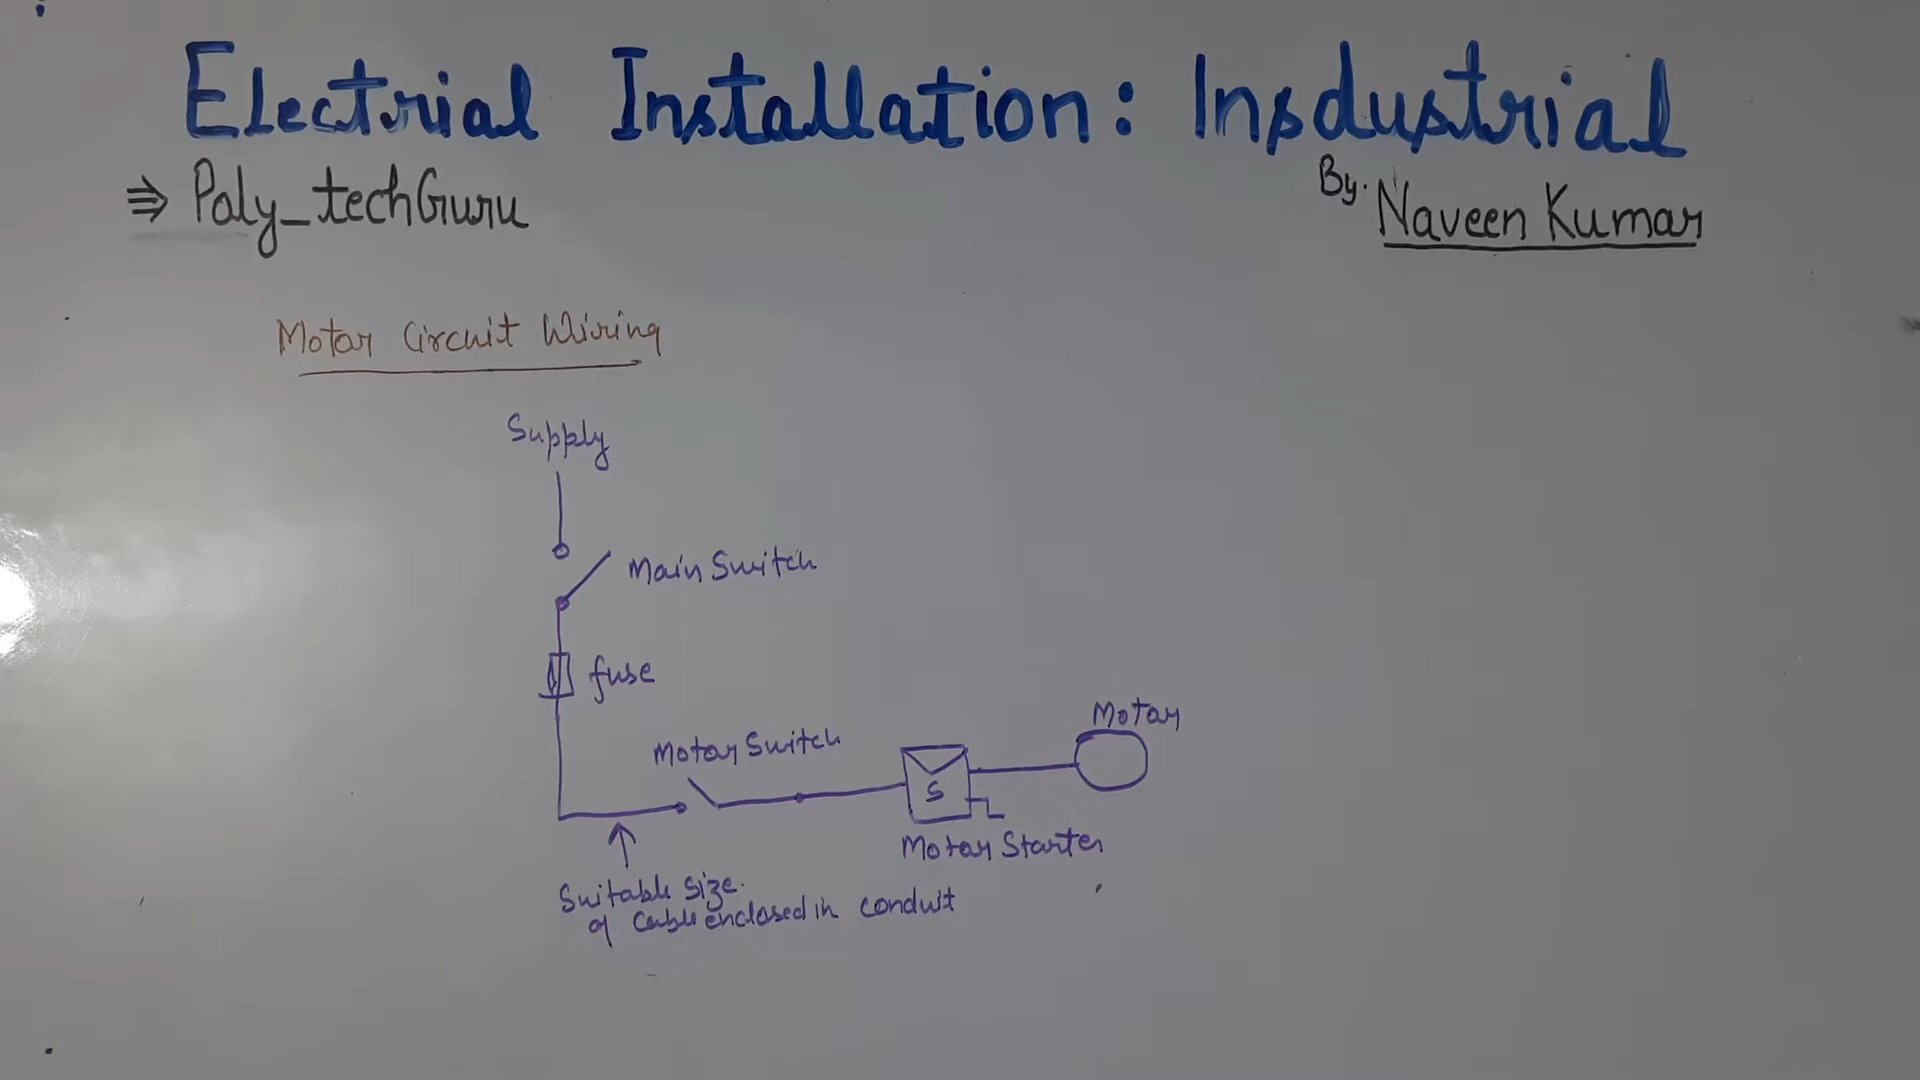 Electrial Installation: Insdustrial
⇒ Poly_techGuru
By. Naveen Kumar
Motor Circuit Wiring
Supply
Main Switch
fuse
Motor Switch
Motor
S
Motor Starter
Suitable size.
of Cable enclosed in conduit